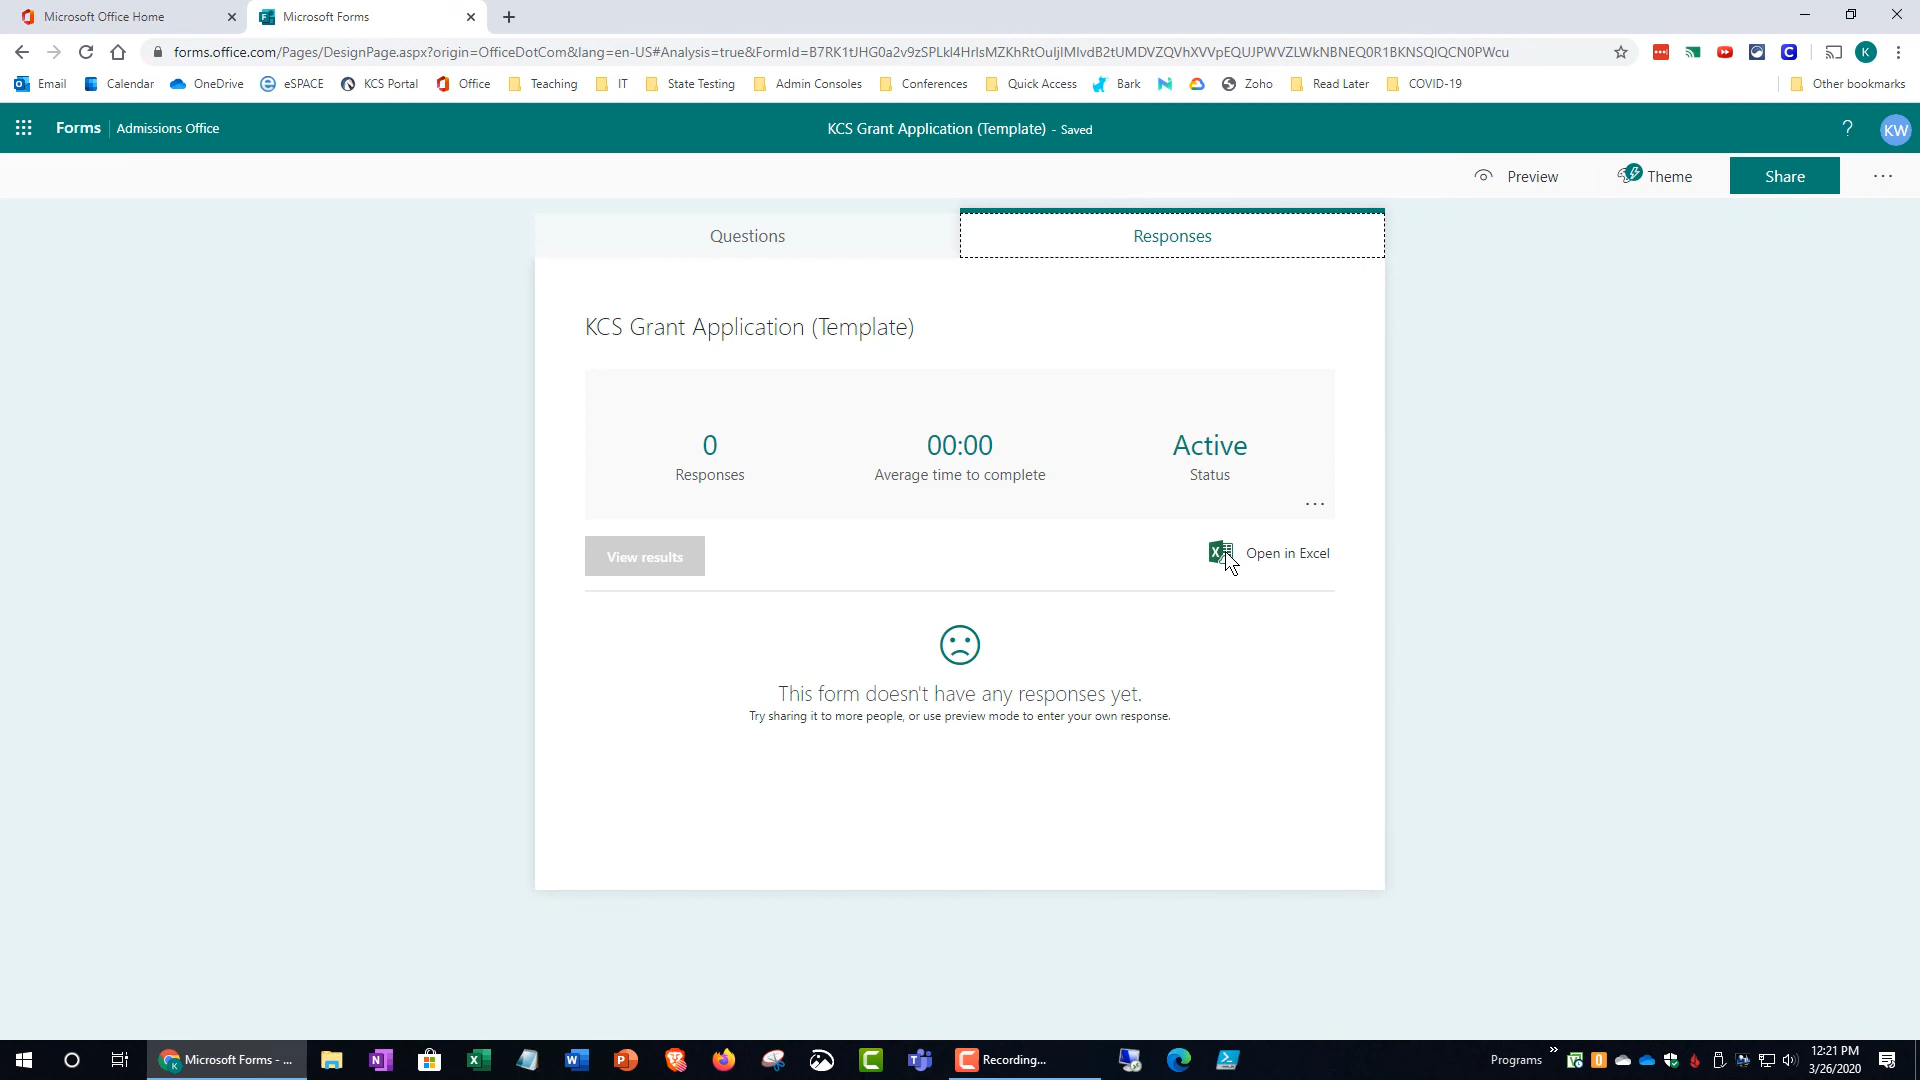 Microsoft Office Home
Microsoft Forms
forms.office.com/Pages/DesignPage.aspx?origin=OfficeDotCom&lang=en-US#Analysis=true&FormId=B7RK1tJHG0a2v9zSPLkl4HrlsMZKhRtOuljlMlvdB2tUMDVZQVhXVVpEQUJPWVZLWkNBNEQ0R1BKNSQlQCN0PWcu
K
Email
Calendar
OneDrive
eSPACE
KCS Portal
Office
Teaching
IT
State Testing
Admin Consoles
Conferences
Quick Access
Bark
Zoho
Read Later
COVID-19
Other bookmarks
Forms
Admissions Office
KCS Grant Application (Template) - Saved
?
KW
Preview
Theme
Share
Questions
Responses
KCS Grant Application (Template)
0
Responses
00:00
Average time to complete
Active
Status
View results
Open in Excel
This form doesn't have any responses yet.
Try sharing it to more people, or use preview mode to enter your own response.
Microsoft Forms - ...
Recording...
Programs
12:21 PM
3/26/2020